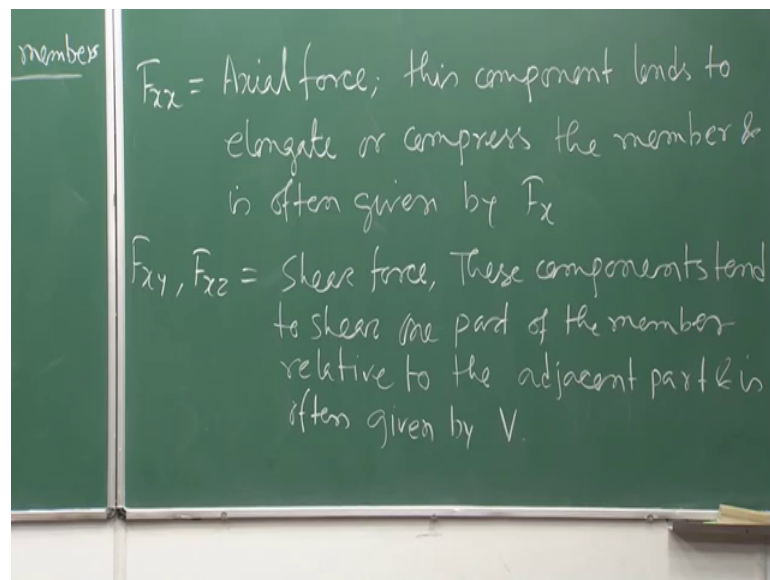 members
Fxx = Axial force; this component tends to
elongate or compress the member &
is often given by Fx
Fxy, Fxz = Shear force, These components tend
to shear one part of the member
relative to the adjacent part & is
often given by V.